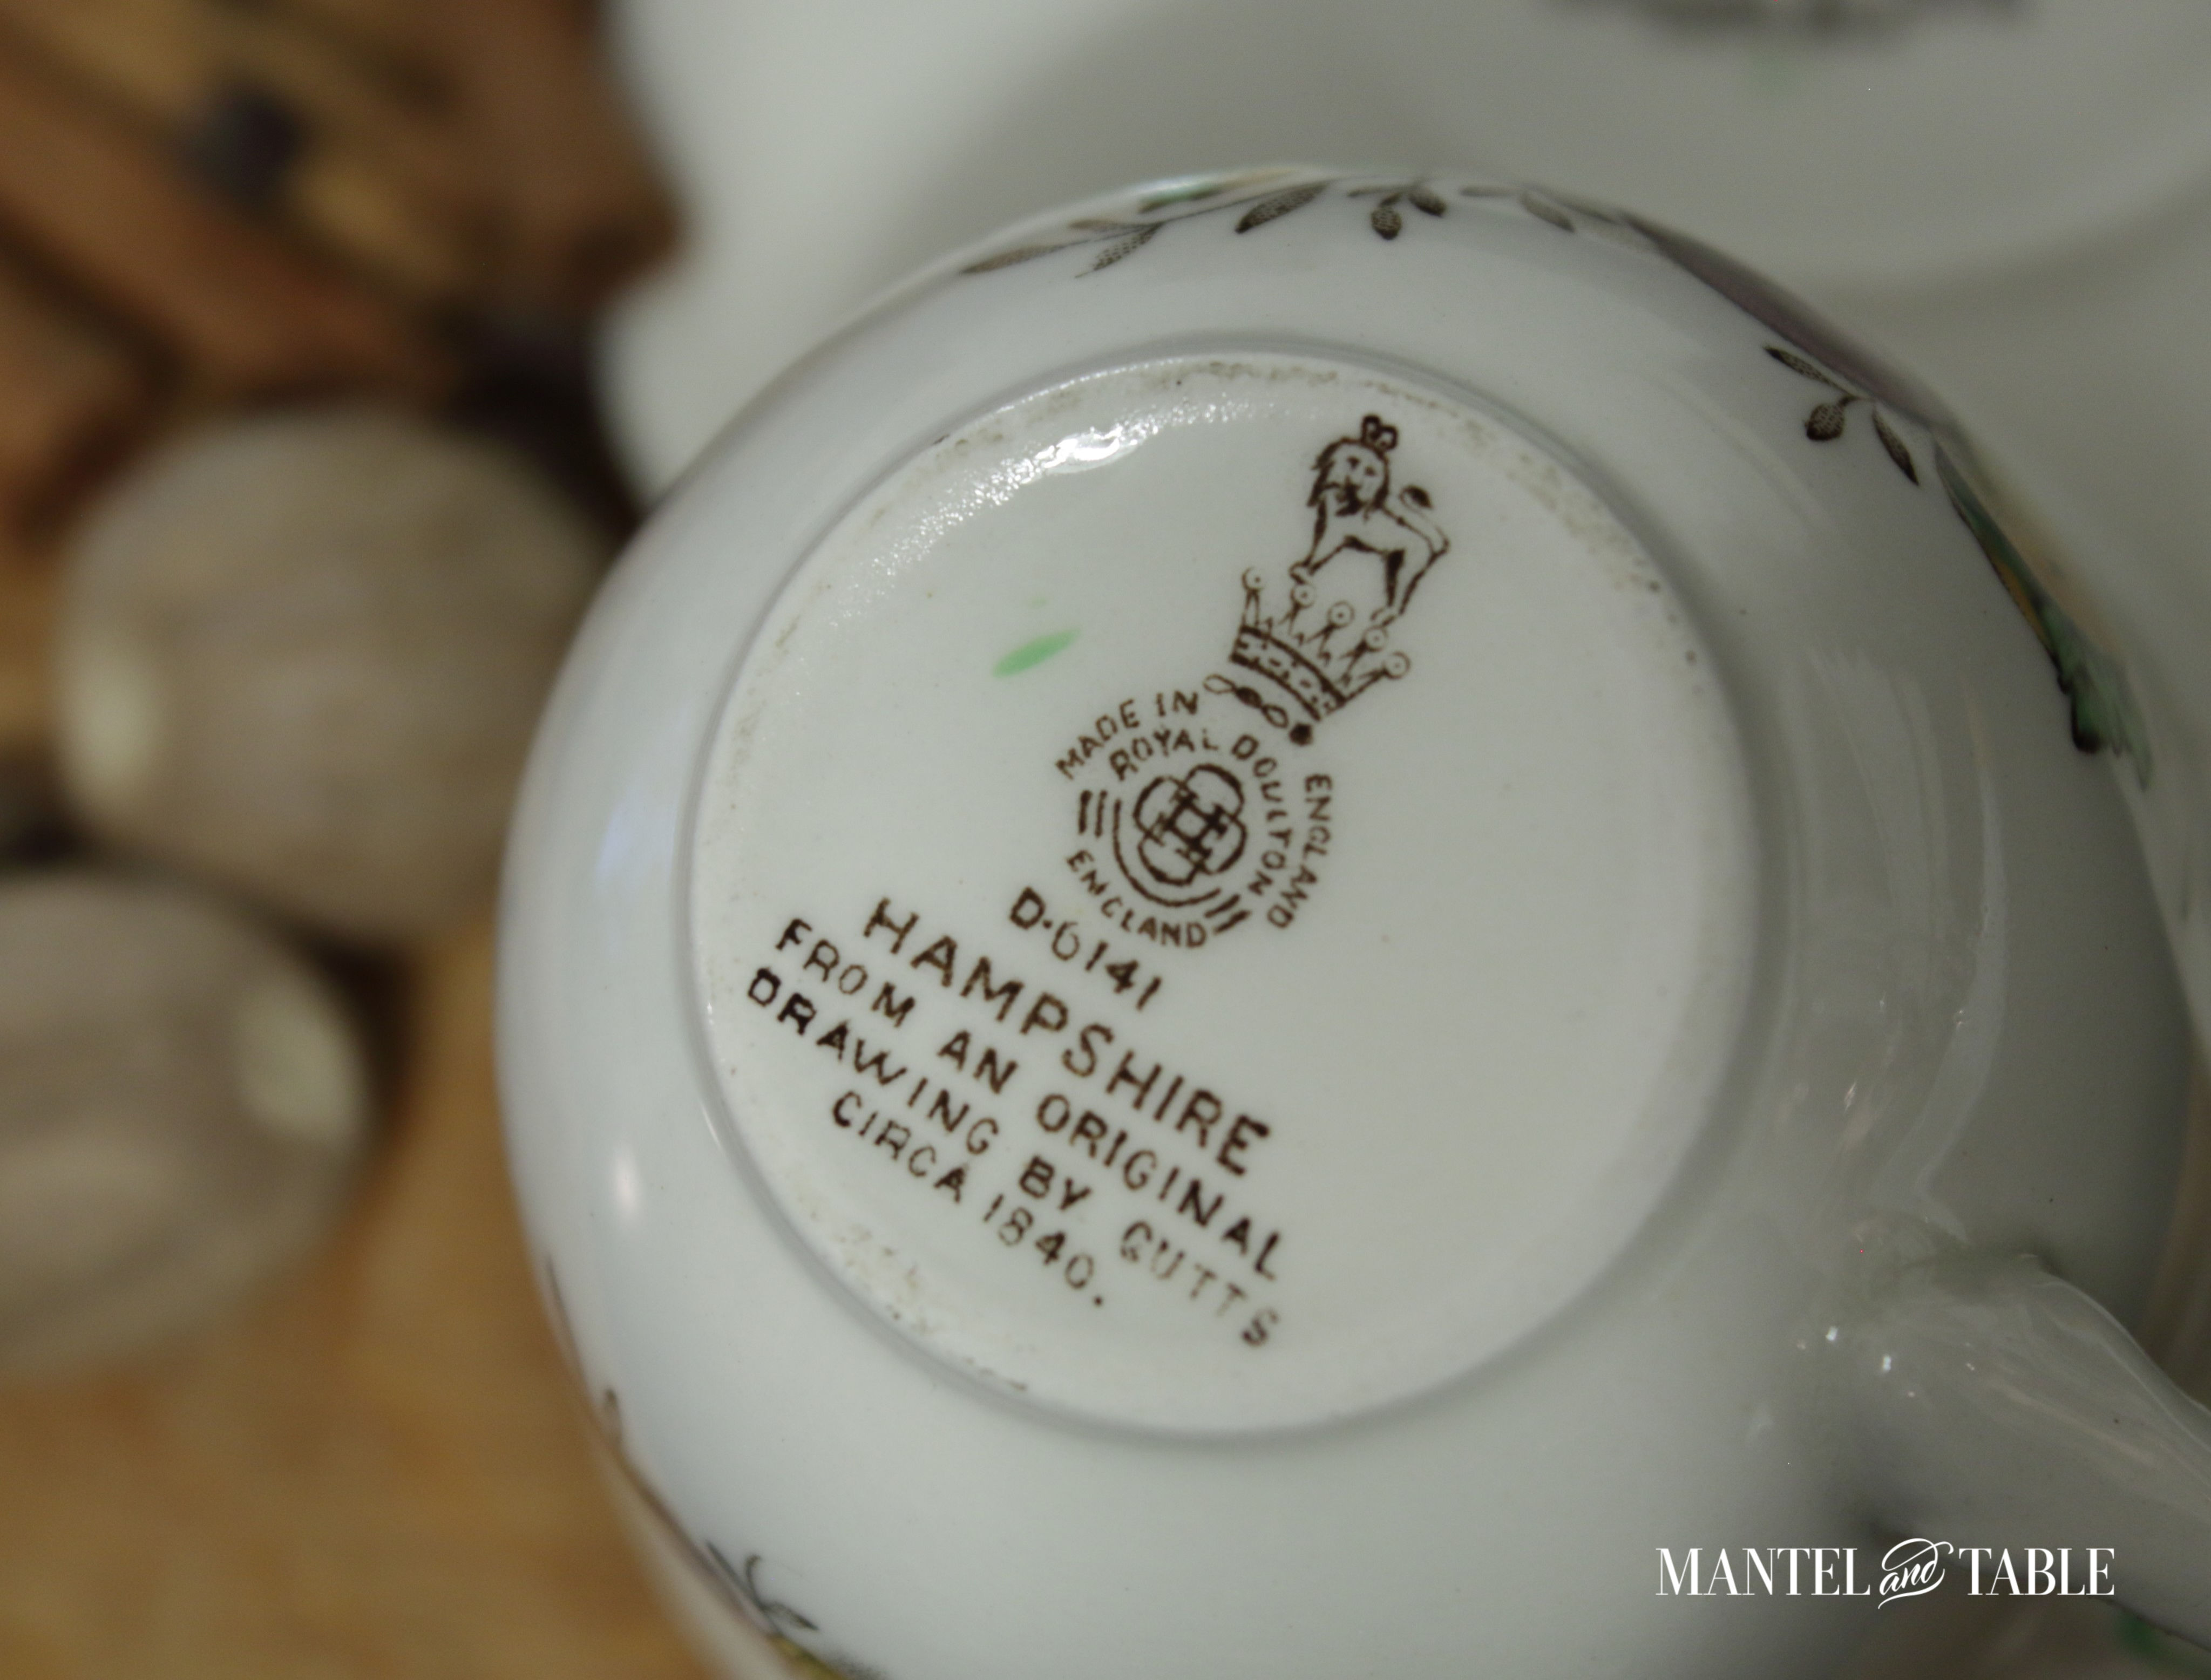 MADE IN ENGLAND
ROYAL DOULTON
ENGLAND
D·6141
HAMPSHIRE
FROM AN ORIGINAL
DRAWING BY CUTTS
CIRCA 1840.
MANTEL and TABLE